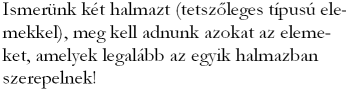 Ismerünk két halmazt (tetszőleges típusú ele-
mekkel), meg kell adnunk azokat az eleme-
ket, amelyek legalább az egyik halmazban
szerepelnek!